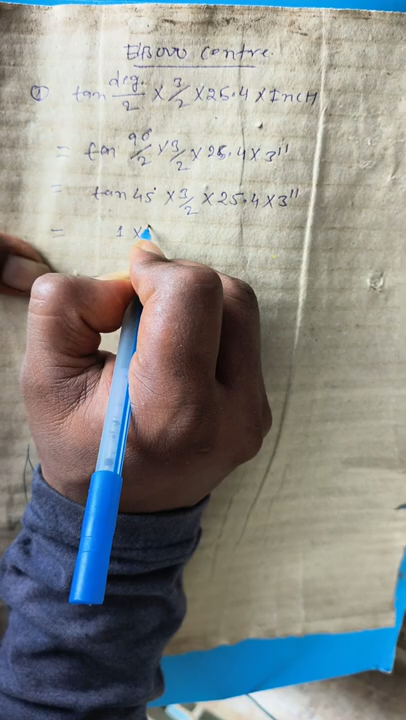 Elbow centre.
① tan deg./2 × 3/2 × 25.4 × IncH
= tan 90°/2 × 3/2 × 25.4 × 3"
= tan 45° × 3/2 × 25.4 × 3"
= 1 ×